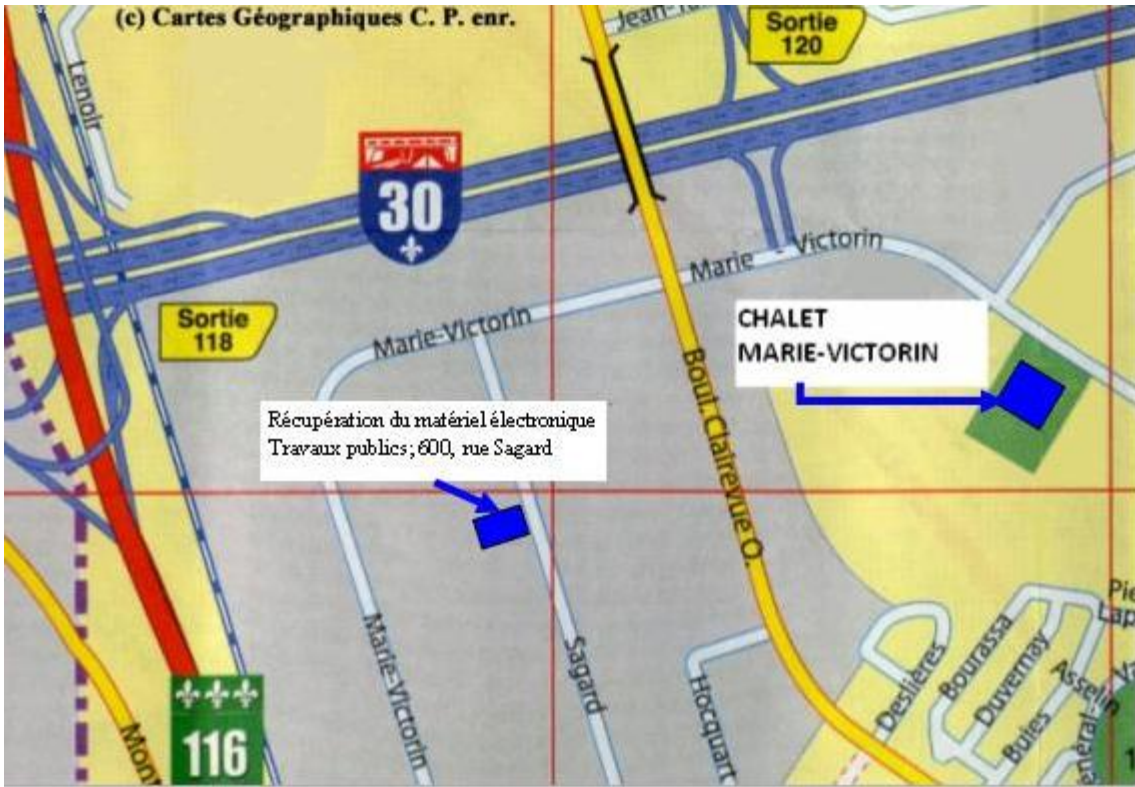 (c) Cartes Géographiques C. P. enr.
Sortie
120
Lenoir
30
Marie - Victorin
Sortie
118
Marie-Victorin
CHALET
MARIE-VICTORIN
Boul. Clairevue O.
Récupération du matériel électronique
Travaux publics; 600, rue Sagard
Marie-Victorin
Sagard
Hocquart
Deslières
Bourassa
Duvernay
Bules
Asselin
116